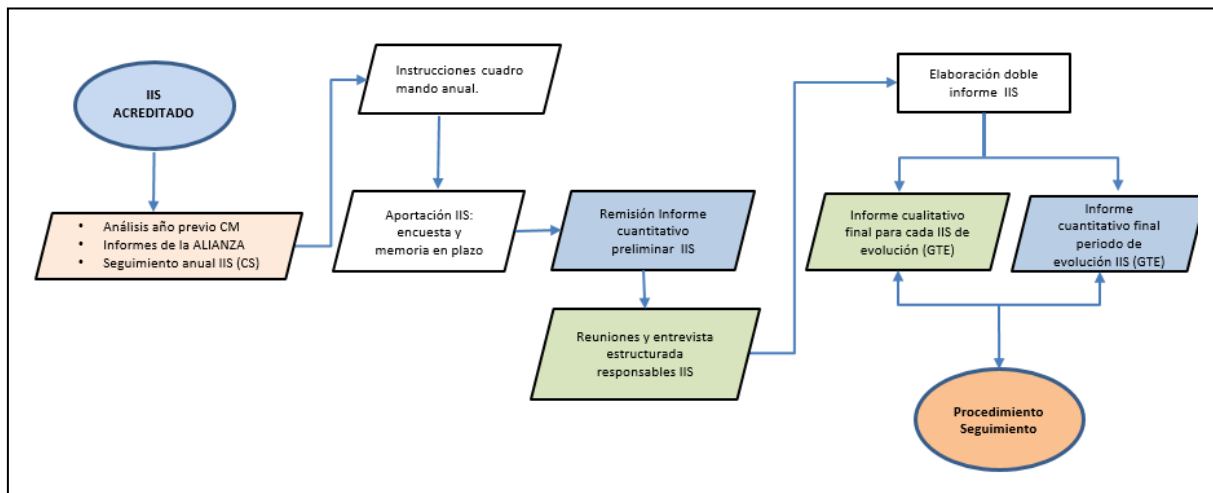 IIS
ACREDITADO
• Análisis año previo CM
• Informes de la ALIANZA
• Seguimiento anual IIS (CS)
Instrucciones cuadro
mando anual.
Aportación IIS:
encuesta y
memoria en plazo
Remisión Informe
cuantitativo
preliminar IIS
Reuniones y entrevista
estructurada
responsables IIS
Elaboración doble
informe IIS
Informe cualitativo
final para cada IIS de
evolución (GTE)
Informe
cuantitativo final
periodo de
evolución IIS (GTE)
Procedimiento
Seguimiento